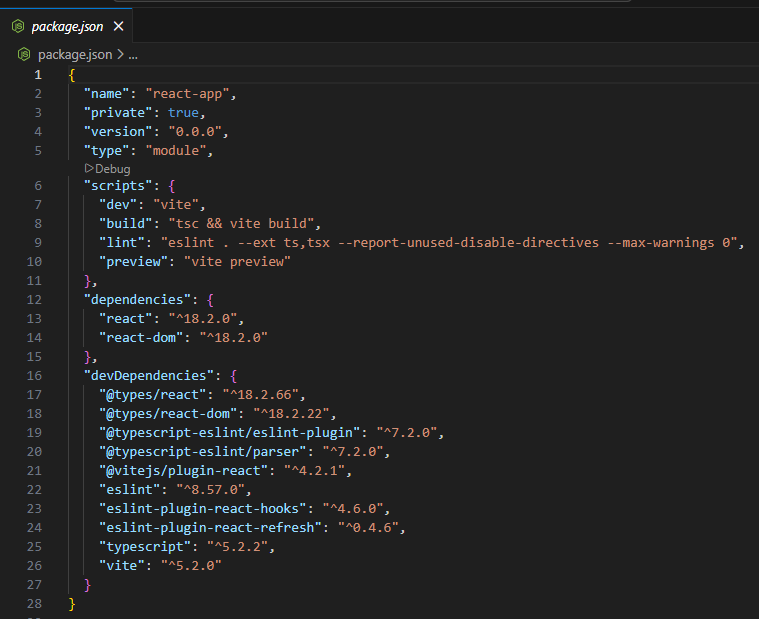 package.json
package.json > ...
1 {
2 "name": "react-app",
3 "private": true,
4 "version": "0.0.0",
5 "type": "module",
Debug
6 "scripts": {
7 "dev": "vite",
8 "build": "tsc && vite build",
9 "lint": "eslint . --ext ts,tsx --report-unused-disable-directives --max-warnings 0",
10 "preview": "vite preview"
11 },
12 "dependencies": {
13 "react": "^18.2.0",
14 "react-dom": "^18.2.0"
15 },
16 "devDependencies": {
17 "@types/react": "^18.2.66",
18 "@types/react-dom": "^18.2.22",
19 "@typescript-eslint/eslint-plugin": "^7.2.0",
20 "@typescript-eslint/parser": "^7.2.0",
21 "@vitejs/plugin-react": "^4.2.1",
22 "eslint": "^8.57.0",
23 "eslint-plugin-react-hooks": "^4.6.0",
24 "eslint-plugin-react-refresh": "^0.4.6",
25 "typescript": "^5.2.2",
26 "vite": "^5.2.0"
27 }
28 }